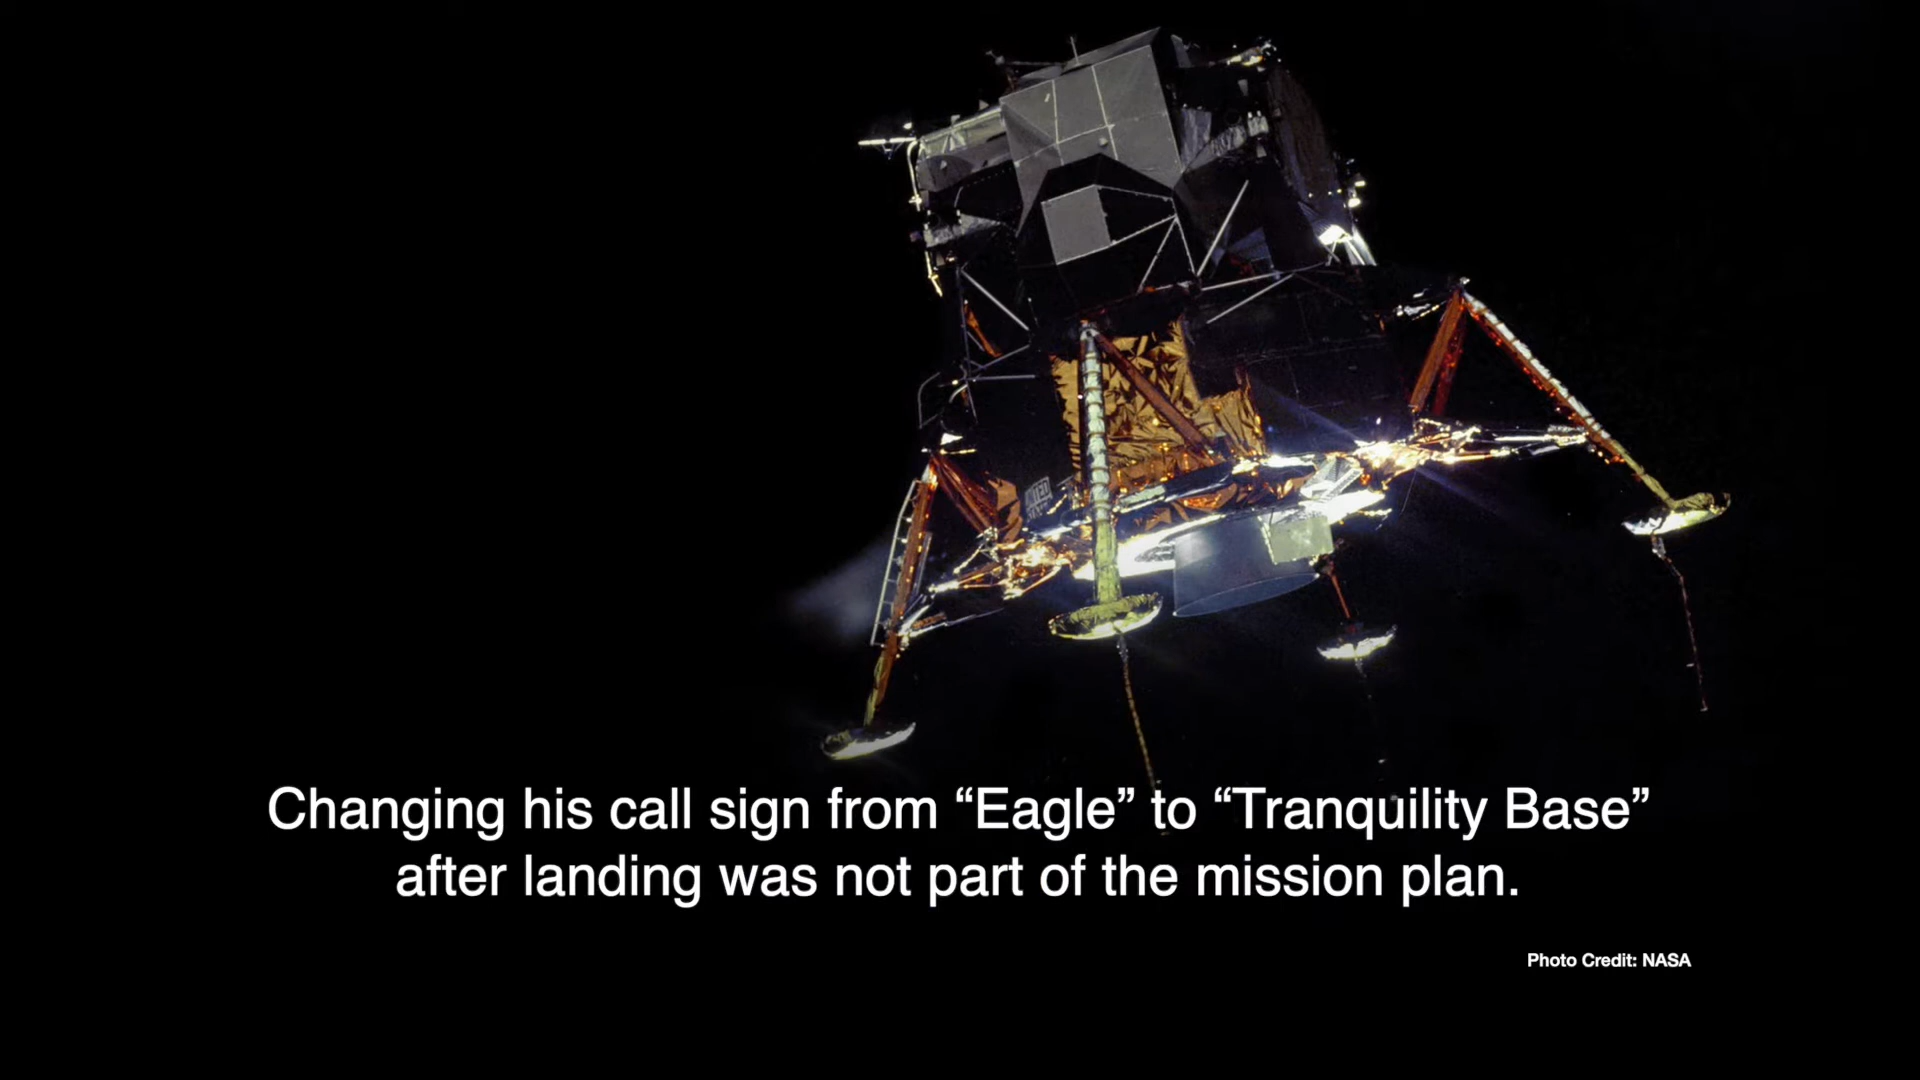 Changing his call sign from “Eagle” to “Tranquility Base”
after landing was not part of the mission plan.
Photo Credit: NASA